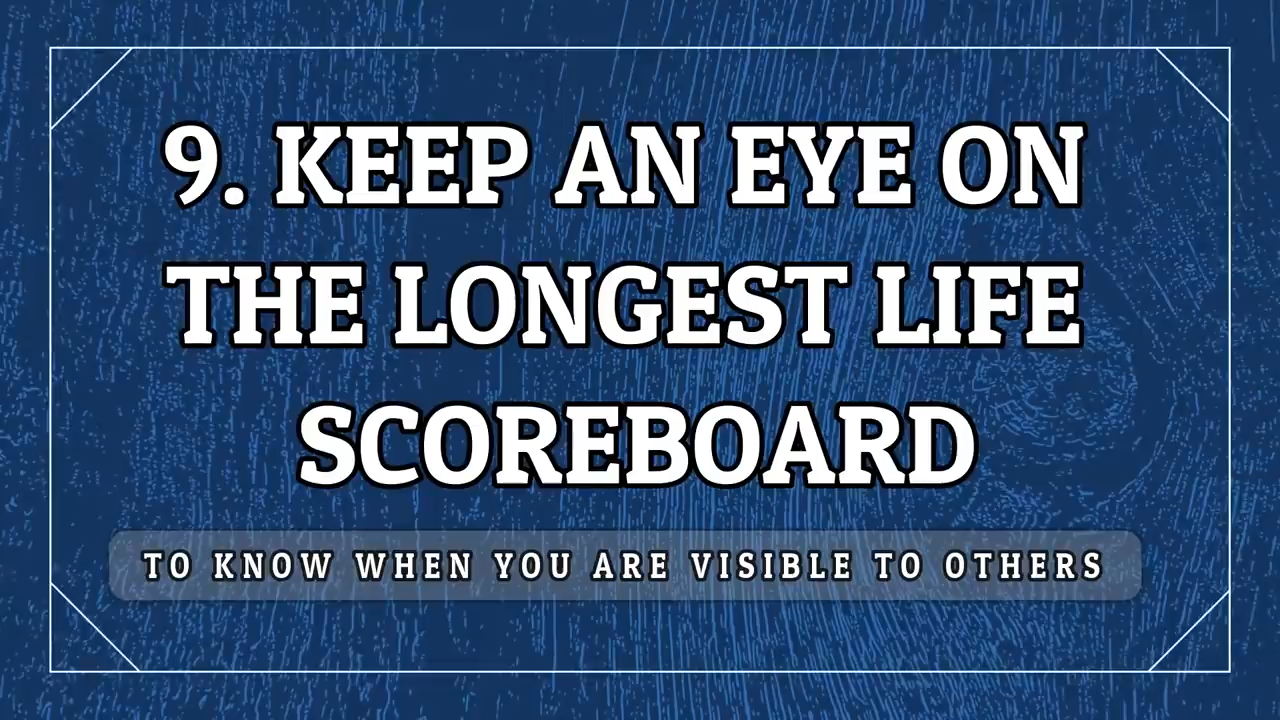 9. KEEP AN EYE ON
THE LONGEST LIFE
SCOREBOARD
TO KNOW WHEN YOU ARE VISIBLE TO OTHERS